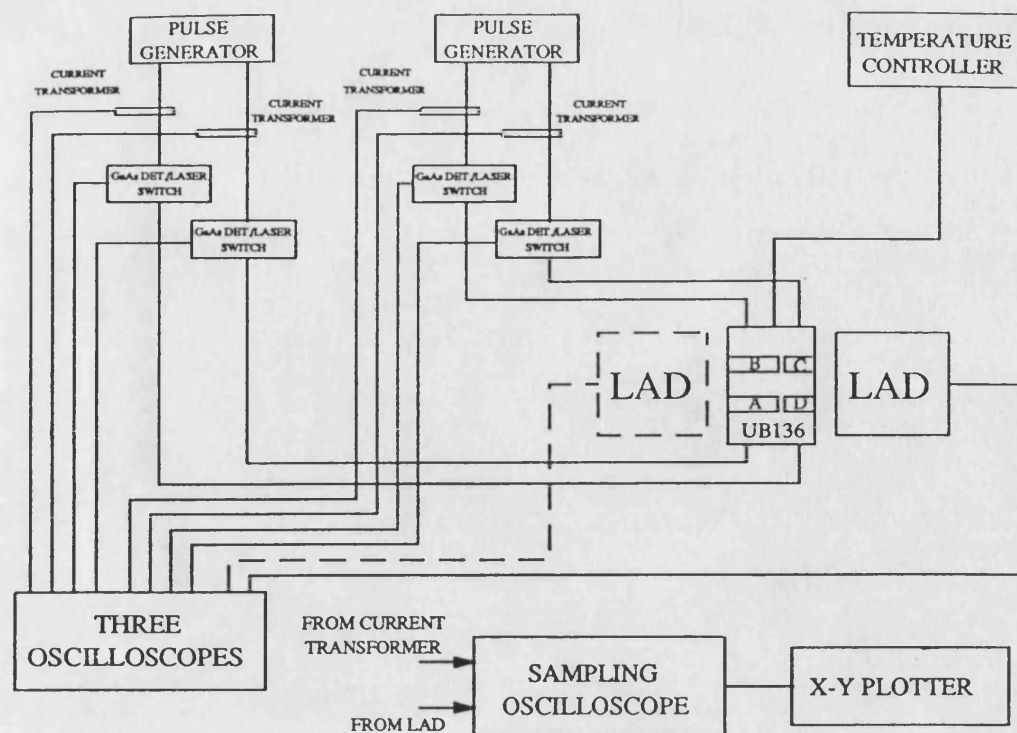 PULSE
GENERATOR
PULSE
GENERATOR
TEMPERATURE
CONTROLLER
CURRENT
TRANSFORMER
CURRENT
TRANSFORMER
CURRENT
TRANSFORMER
CURRENT
TRANSFORMER
GaAs DET/LASER
SWITCH
GaAs DET/LASER
SWITCH
GaAs DET/LASER
SWITCH
GaAs DET/LASER
SWITCH
LAD
B C
A D
UB136
LAD
THREE
OSCILLOSCOPES
FROM CURRENT
TRANSFORMER
FROM LAD
SAMPLING
OSCILLOSCOPE
X-Y PLOTTER